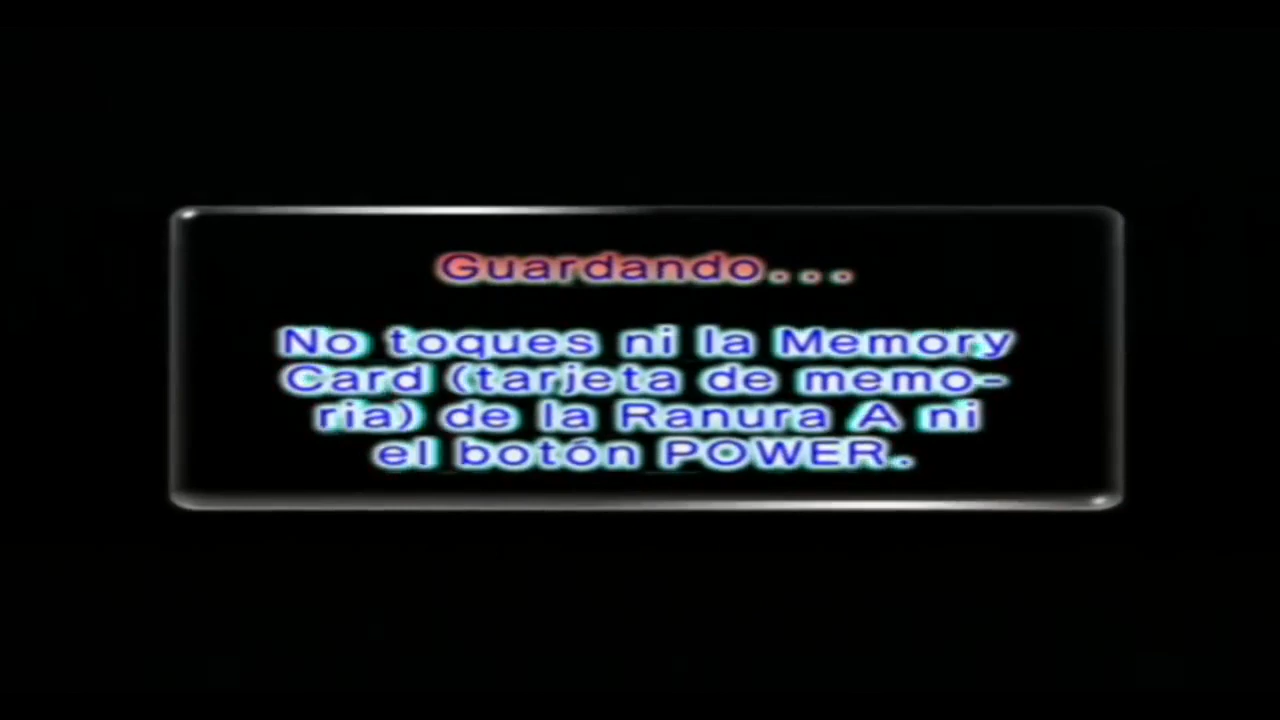 Guardando...
No toques ni la Memory
Card (tarjeta de memo-
ria) de la Ranura A ni
el botón POWER.